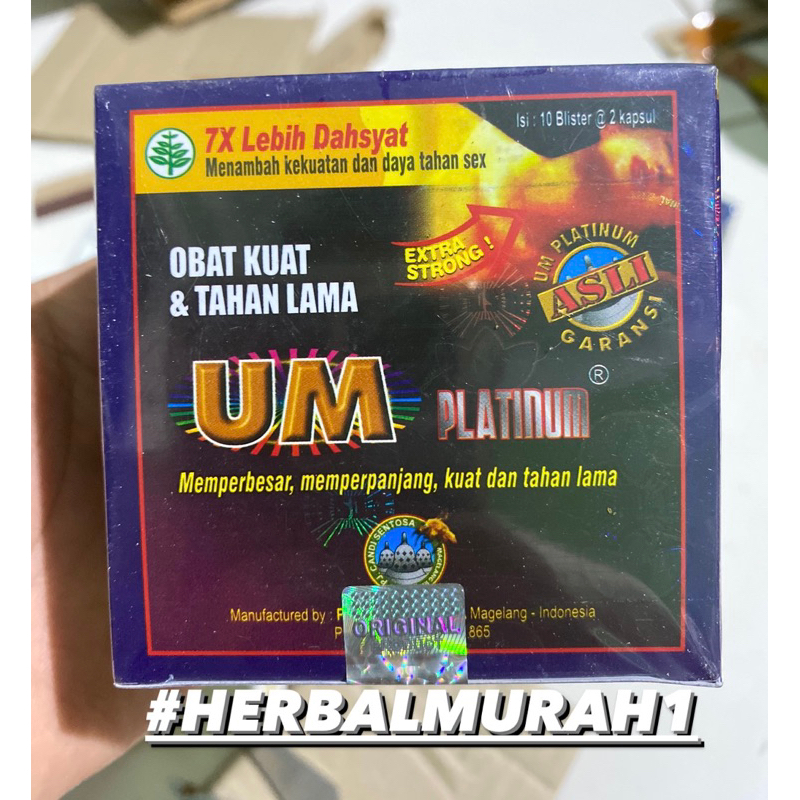 7X Lebih Dahsyat
Menambah kekuatan dan daya tahan sex
Isi : 10 Blister @ 2 kapsul
OBAT KUAT
& TAHAN LAMA
EXTRA
STRONG !
UM PLATINUM
ASLI
GARANSI
UM
PLATINUM ®
Memperbesar, memperpanjang, kuat dan tahan lama
PJ CANDI SENTOSA
Manufactured by :
Magelang - Indonesia
865
ORIGINAL
#HERBALMURAH1